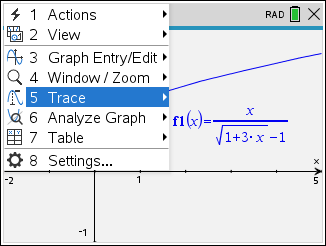 RAD
1 Actions
2 View
3 Graph Entry/Edit
4 Window / Zoom
5 Trace
6 Analyze Graph
7 Table
8 Settings...
f1(x)=x/√(1+3·x) -1
x
-2
1
5
-1